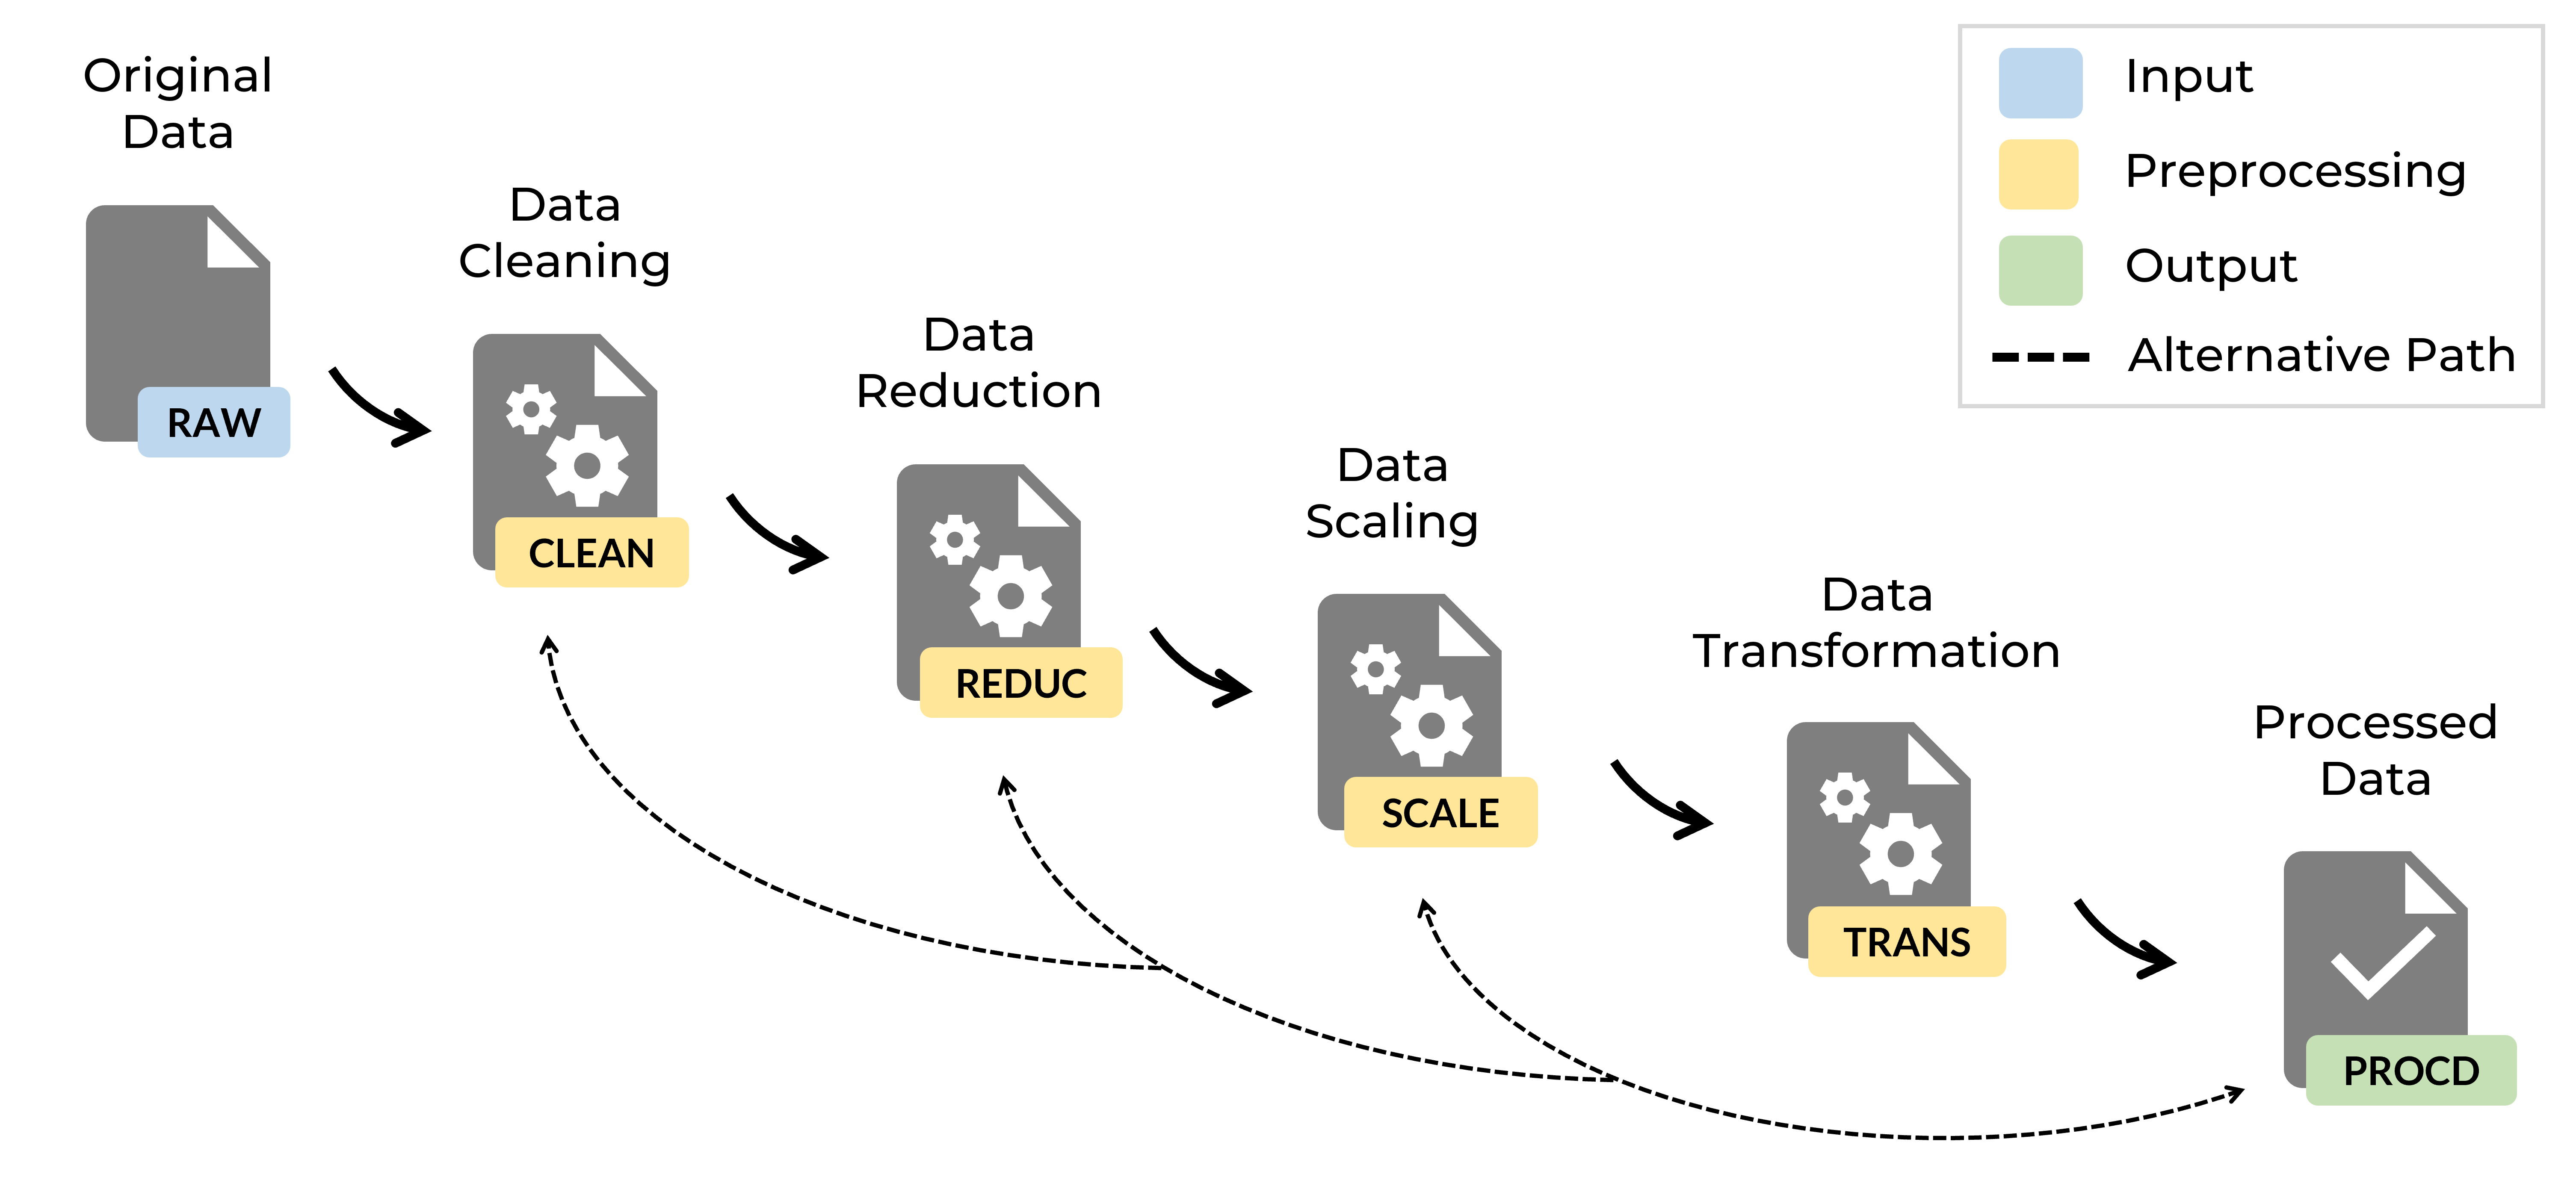 Original
Data
RAW
Data
Cleaning
CLEAN
Data
Reduction
REDUC
Data
Scaling
SCALE
Data
Transformation
TRANS
Processed
Data
PROCD
Input
Preprocessing
Output
Alternative Path